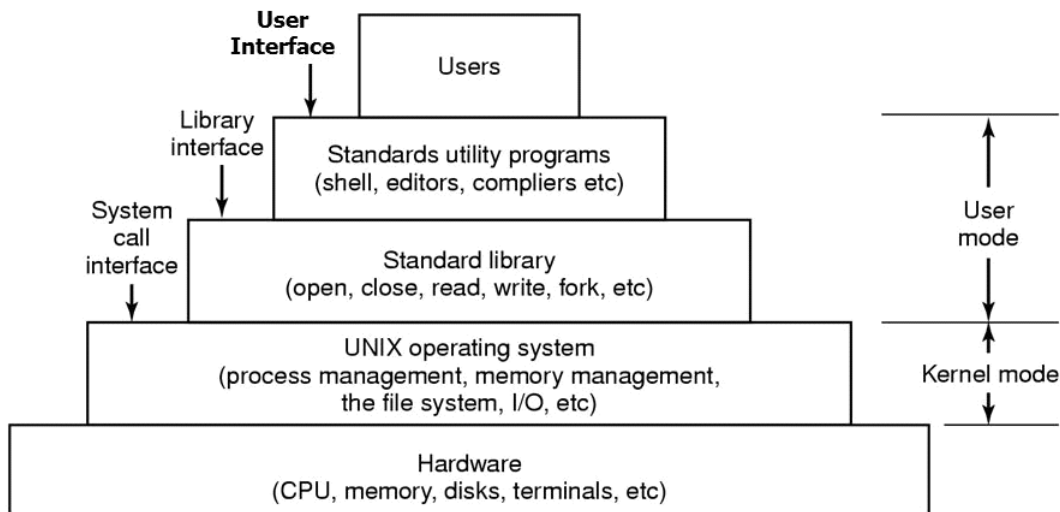 User
Interface
Users
Library
interface
Standards utility programs
(shell, editors, compliers etc)
System
call
interface
User
mode
Standard library
(open, close, read, write, fork, etc)
UNIX operating system
(process management, memory management,
the file system, I/O, etc)
Kernel mode
Hardware
(CPU, memory, disks, terminals, etc)